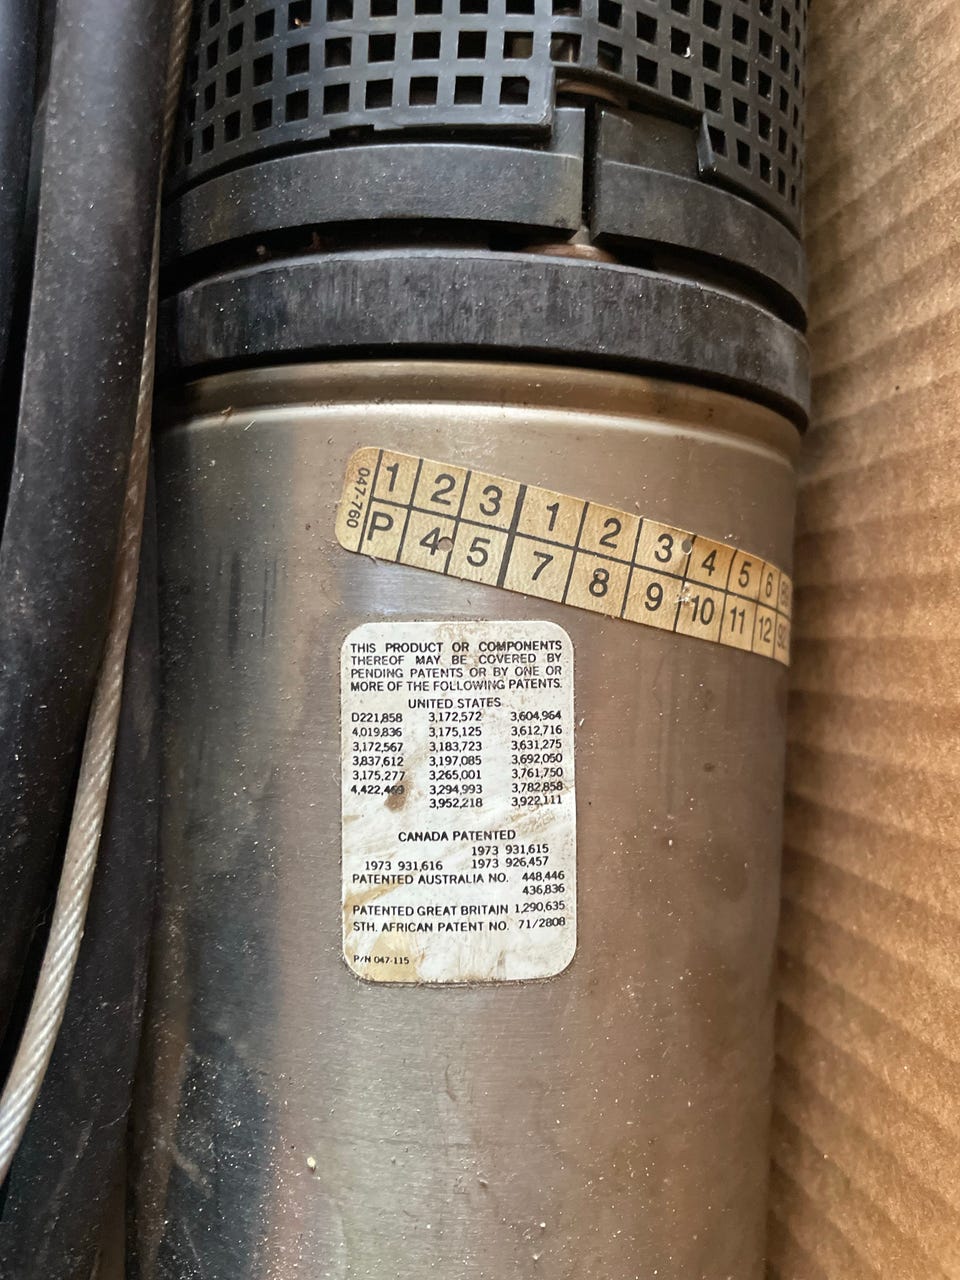 047-760
1 2 3 1 2 3 4 5 6
P 4 5 7 8 9 10 11 12
THIS PRODUCT OR COMPONENTS
THEREOF MAY BE COVERED BY
PENDING PATENTS OR BY ONE OR
MORE OF THE FOLLOWING PATENTS.
UNITED STATES
D221,858 3,172,572 3,604,964
4,019,836 3,175,125 3,612,716
3,172,567 3,183,723 3,631,275
3,837,612 3,197,085 3,692,050
3,175,277 3,265,001 3,761,750
3,294,993 3,782,858
3,952,218 3,922,111
CANADA PATENTED
1973 931,615
1973 931,616 1973 926,457
PATENTED AUSTRALIA NO. 448,446
436,836
PATENTED GREAT BRITAIN 1,290,635
STH. AFRICAN PATENT NO. 71/2808
P/N 047-115